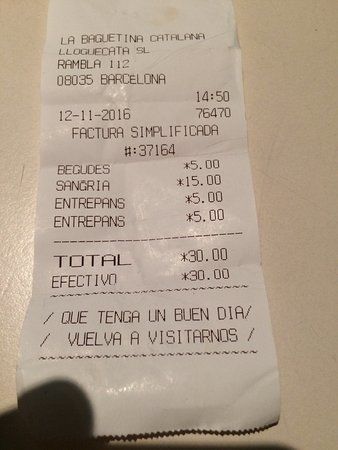 LA BAGUETINA CATALANA
LLOGUECATA SL
RAMBLA 112
08035 BARCELONA
14:50
12-11-2016 76470
FACTURA SIMPLIFICADA
#:37164
BEGUDES *5.00
SANGRIA *15.00
ENTREPANS *5.00
ENTREPANS *5.00
TOTAL *30.00
EFECTIVO *30.00
/ QUE TENGA UN BUEN DIA/
/ VUELVA A VISITARNOS /